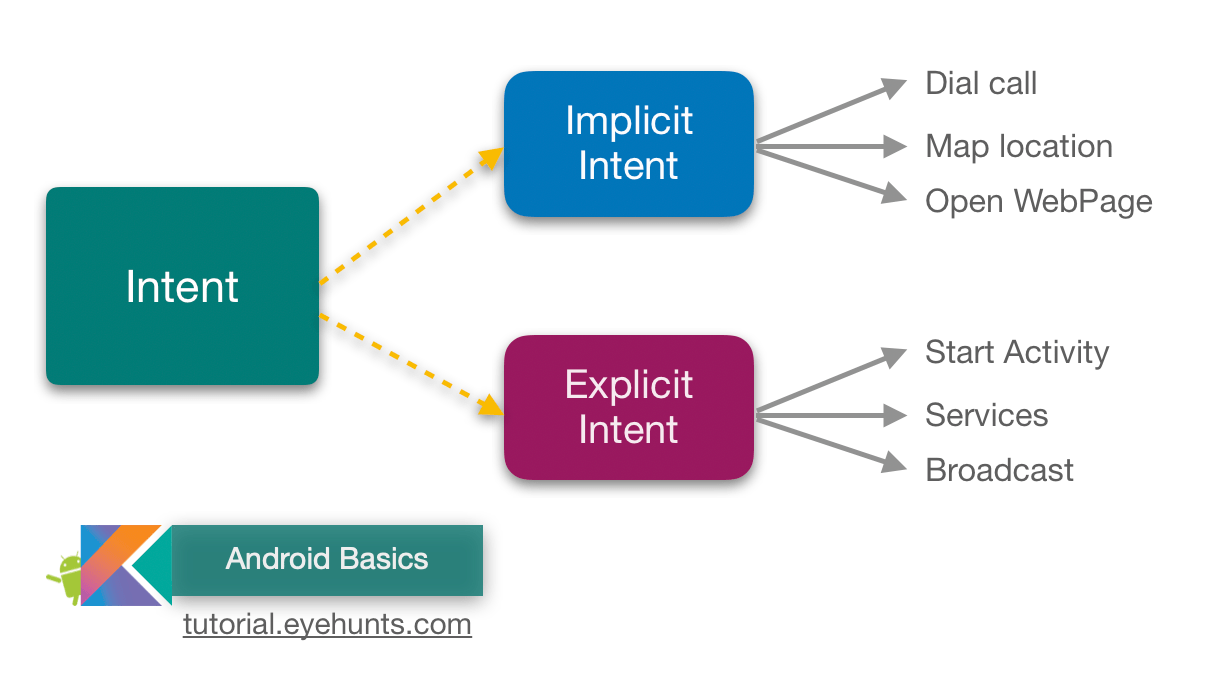 Intent
Implicit
Intent
Dial call
Map location
Open WebPage
Explicit
Intent
Start Activity
Services
Broadcast
Android Basics
tutorial.eyehunts.com